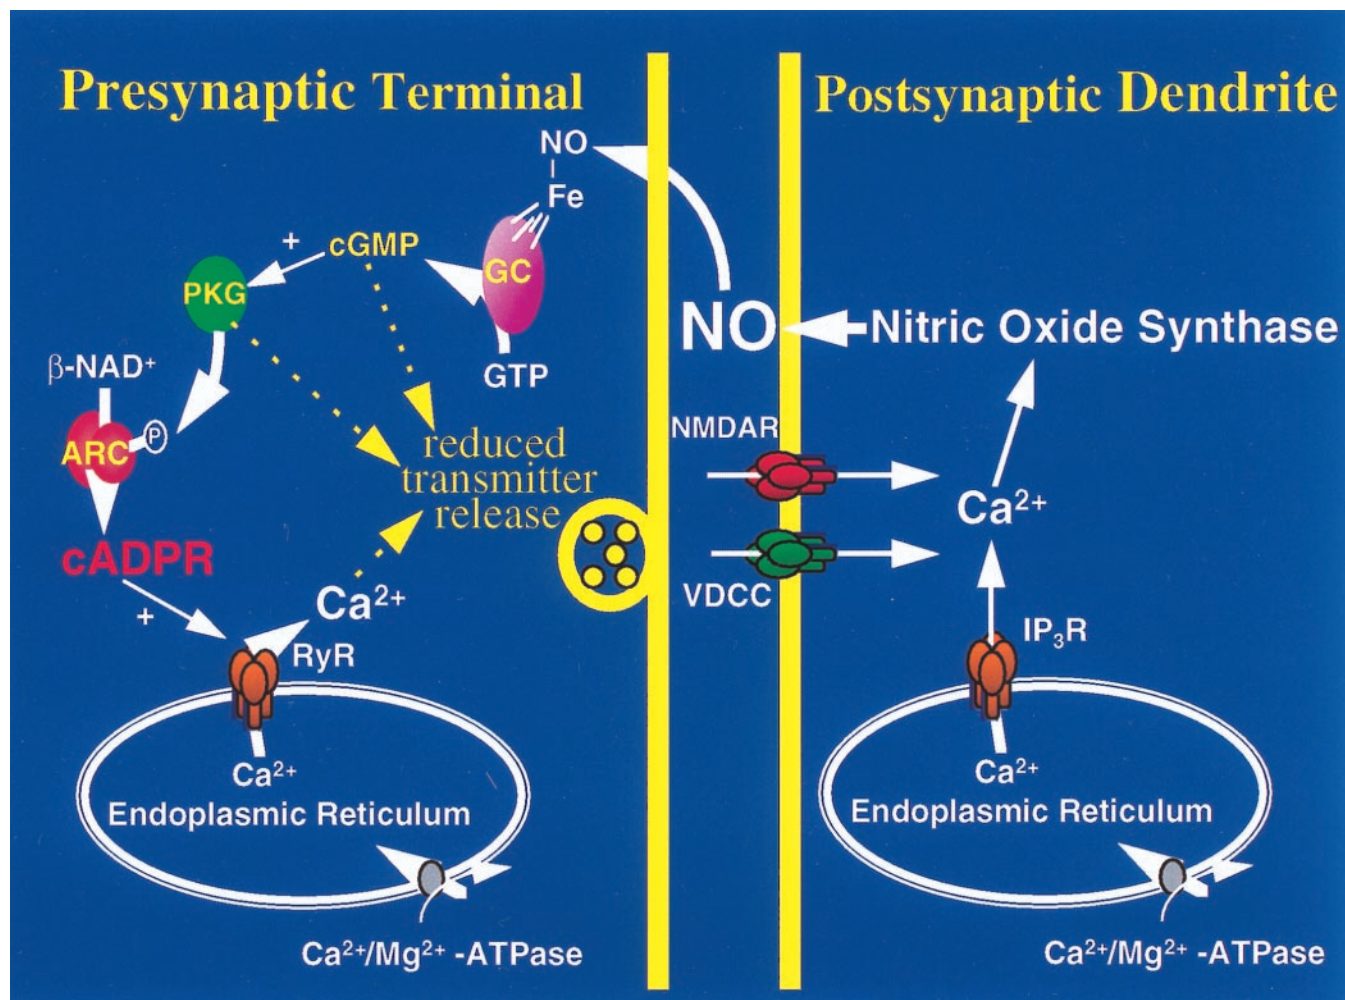 Presynaptic Terminal
Postsynaptic Dendrite
NO
Fe
+
cGMP
GC
PKG
NO
Nitric Oxide Synthase
β-NAD⁺
GTP
P
ARC
reduced
transmitter
release
NMDAR
Ca²⁺
cADPR
+
Ca²⁺
VDCC
RyR
IP₃R
Ca²⁺
Endoplasmic Reticulum
Ca²⁺/Mg²⁺ -ATPase
Ca²⁺
Endoplasmic Reticulum
Ca²⁺/Mg²⁺ -ATPase